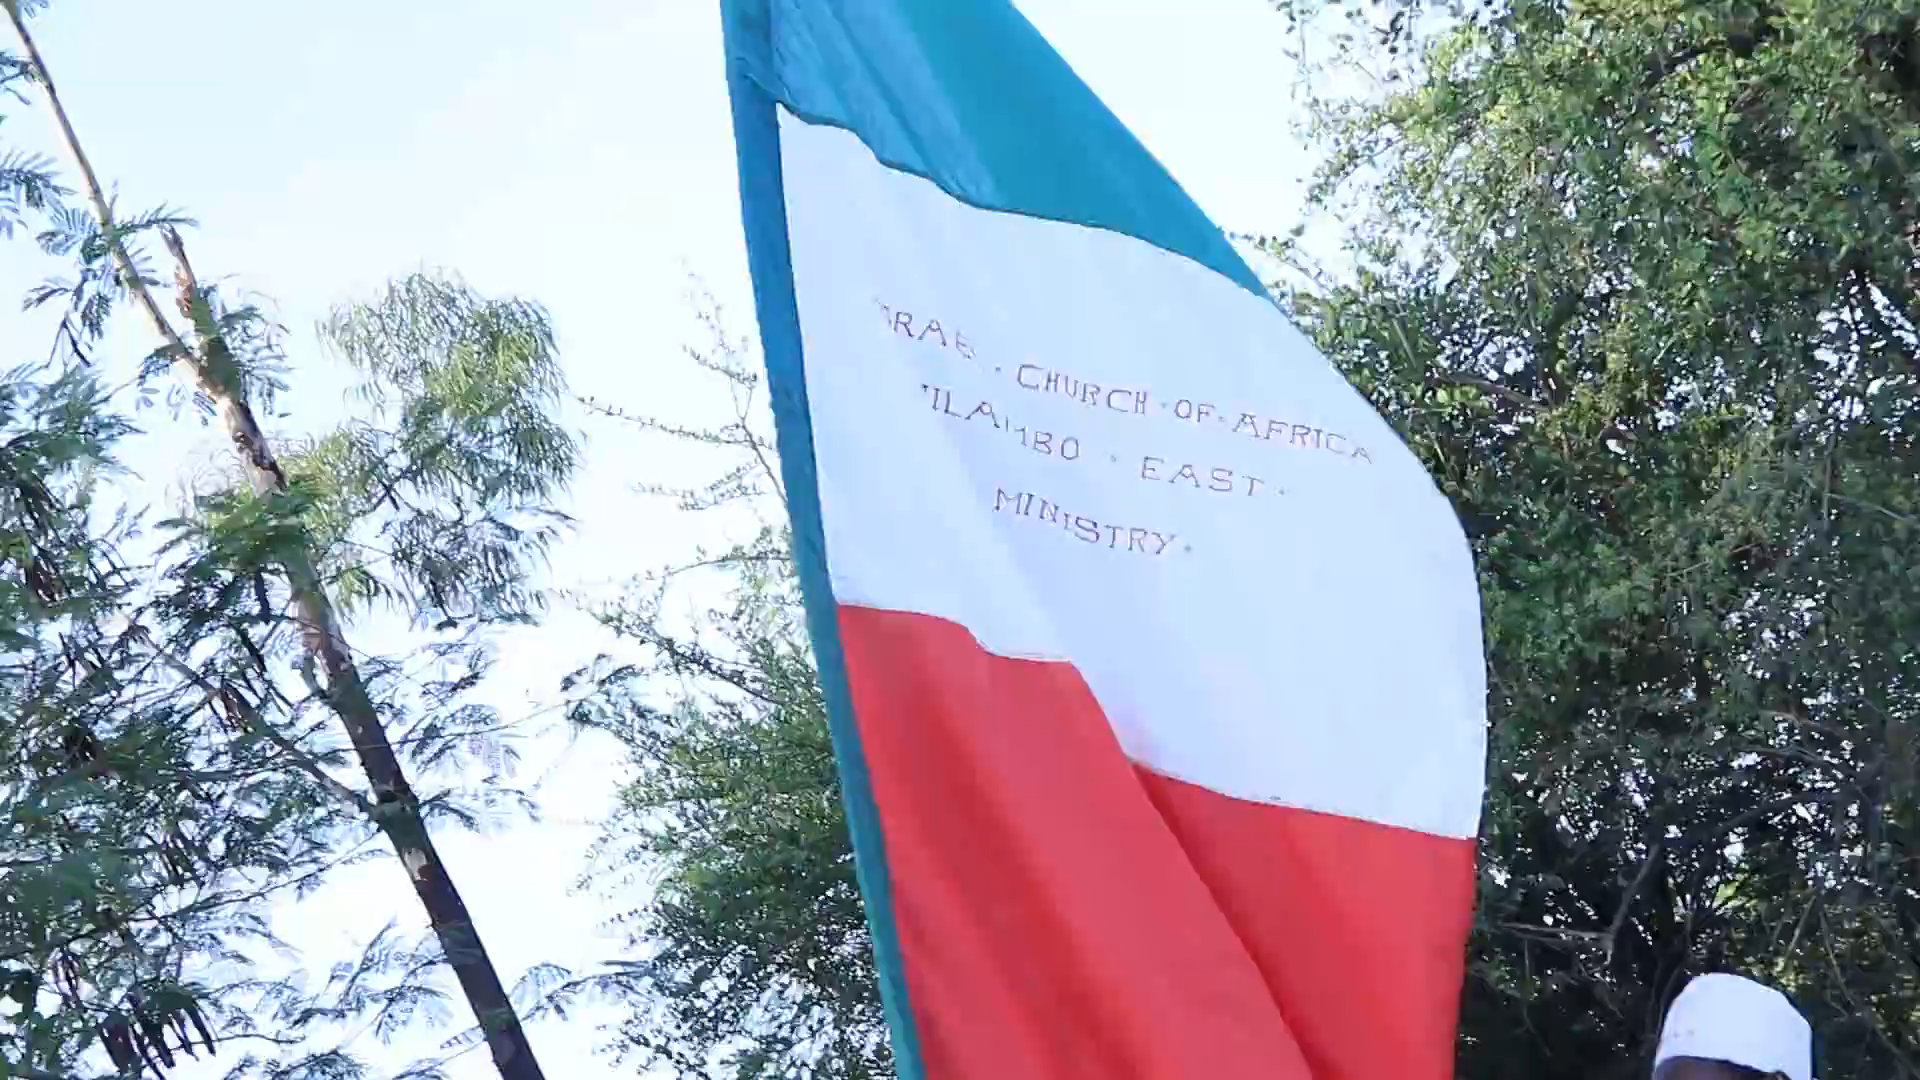 CHURCH · OF · AFRICA
EAST ·
MINISTRY ·